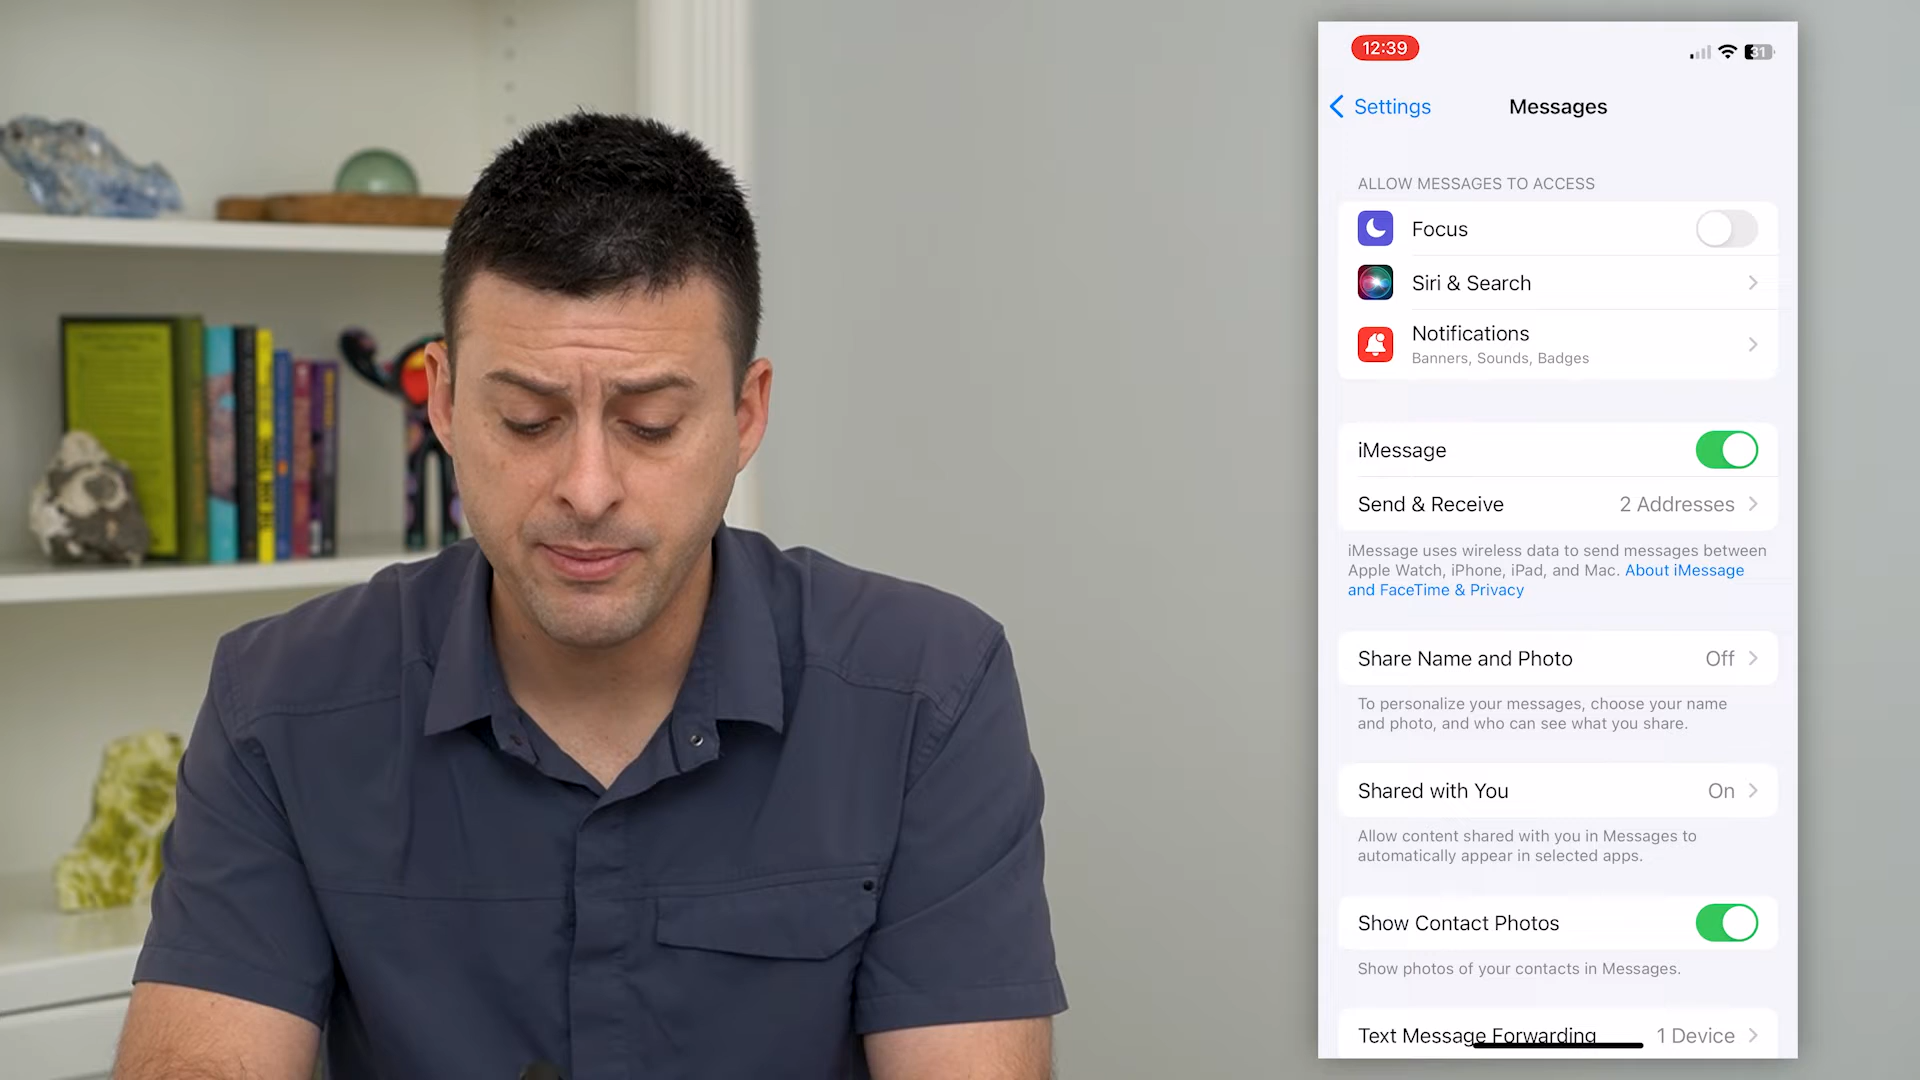 12:39
31
Settings
Messages
ALLOW MESSAGES TO ACCESS
Focus
Siri & Search
Notifications
Banners, Sounds, Badges
iMessage
Send & Receive 2 Addresses
iMessage uses wireless data to send messages between
Apple Watch, iPhone, iPad, and Mac. About iMessage
and FaceTime & Privacy
Share Name and Photo Off
To personalize your messages, choose your name
and photo, and who can see what you share.
Shared with You On
Allow content shared with you in Messages to
automatically appear in selected apps.
Show Contact Photos
Show photos of your contacts in Messages.
Text Message Forwarding 1 Device